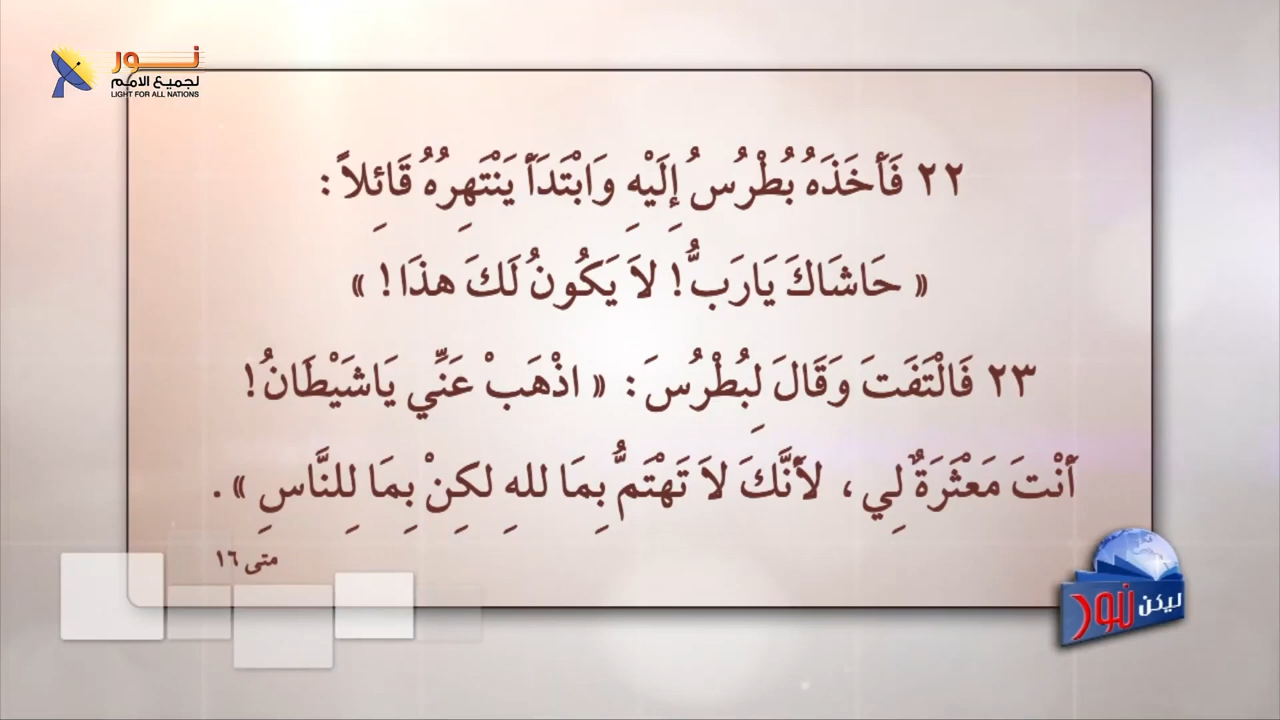 نور
لجميع الامم
LIGHT FOR ALL NATIONS
٢٢ فَأَخَذَهُ بُطْرُسُ إِلَيْهِ وَابْتَدَأَ يَنْتَهِرُهُ قَائِلاً :
« حَاشَاكَ يَارَبُّ! لاَ يَكُونُ لَكَ هذَا! »
٢٣ فَالْتَفَتَ وَقَالَ لِبُطْرُسَ : « اذْهَبْ عَنِّي يَاشَيْطَانُ!
أَنْتَ مَعْثَرَةٌ لِي، لأَنَّكَ لاَ تَهْتَمُّ بِمَا للهِ لكِنْ بِمَا لِلنَّاسِ » .
متى ١٦
ليكن نور